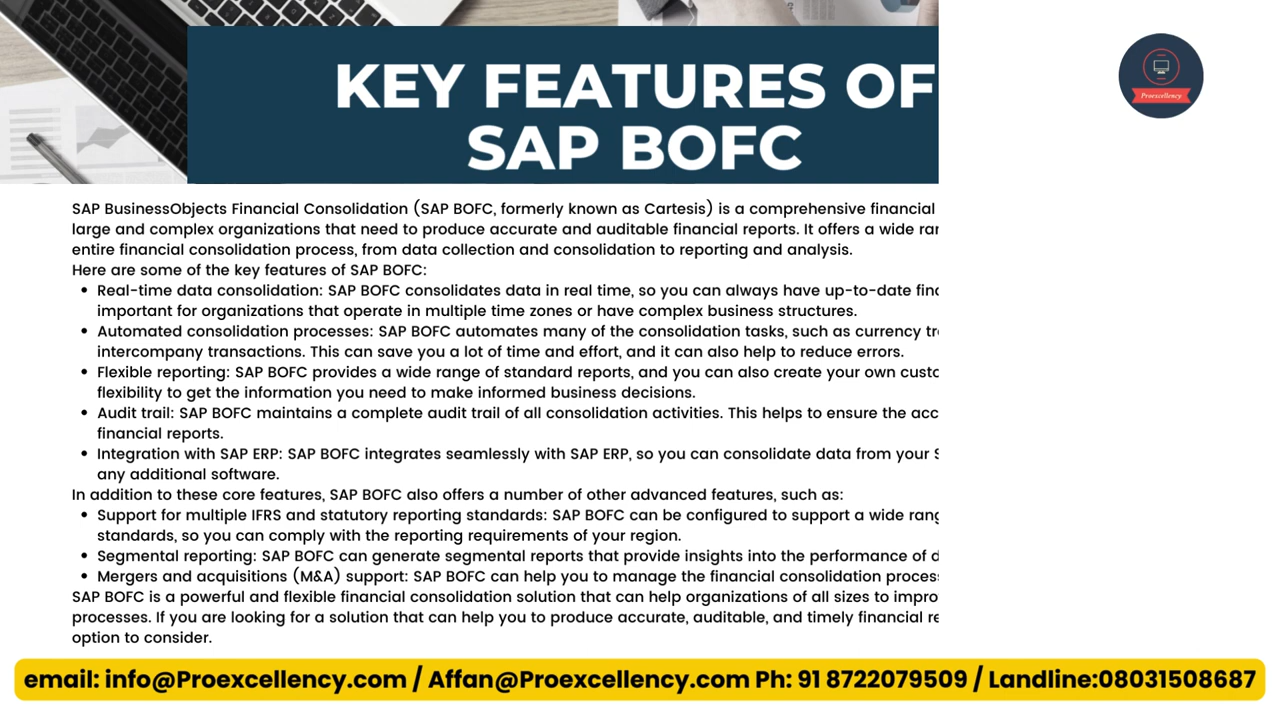 KEY FEATURES OF
SAP BOFC
Proexcellency
SAP BusinessObjects Financial Consolidation (SAP BOFC, formerly known as Cartesis) is a comprehensive financial
large and complex organizations that need to produce accurate and auditable financial reports. It offers a wide
entire financial consolidation process, from data collection and consolidation to reporting and analysis.
Here are some of the key features of SAP BOFC:
• Real-time data consolidation: SAP BOFC consolidates data in real time, so you can always have up-to-date
important for organizations that operate in multiple time zones or have complex business structures.
• Automated consolidation processes: SAP BOFC automates many of the consolidation tasks, such as currency
intercompany transactions. This can save you a lot of time and effort, and it can also help to reduce errors.
• Flexible reporting: SAP BOFC provides a wide range of standard reports, and you can also create your own
flexibility to get the information you need to make informed business decisions.
• Audit trail: SAP BOFC maintains a complete audit trail of all consolidation activities. This helps to ensure the
financial reports.
• Integration with SAP ERP: SAP BOFC integrates seamlessly with SAP ERP, so you can consolidate data from your
any additional software.
In addition to these core features, SAP BOFC also offers a number of other advanced features, such as:
• Support for multiple IFRS and statutory reporting standards: SAP BOFC can be configured to support a wide
standards, so you can comply with the reporting requirements of your region.
• Segmental reporting: SAP BOFC can generate segmental reports that provide insights into the performance of
• Mergers and acquisitions (M&A) support: SAP BOFC can help you to manage the financial consolidation
SAP BOFC is a powerful and flexible financial consolidation solution that can help organizations of all sizes to
processes. If you are looking for a solution that can help you to produce accurate, auditable, and timely financial
option to consider.
email: info@Proexcellency.com / Affan@Proexcellency.com Ph: 91 8722079509 / Landline:08031508687